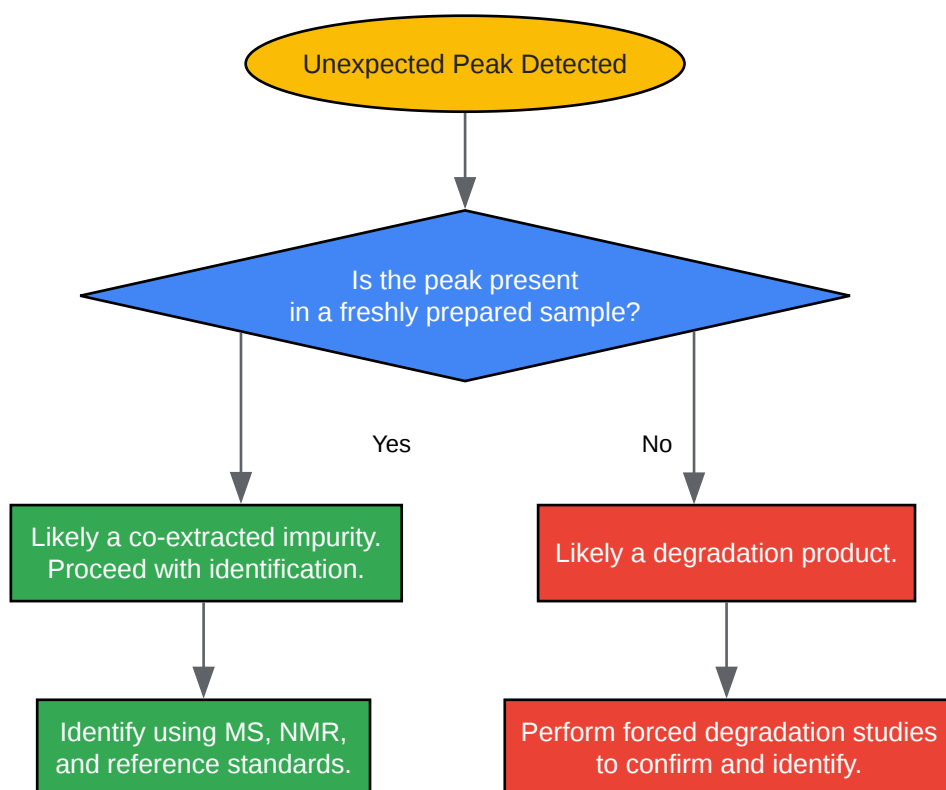 Unexpected Peak Detected
Is the peak present
in a freshly prepared sample?
Yes
No
Likely a co-extracted impurity.
Proceed with identification.
Likely a degradation product.
Identify using MS, NMR,
and reference standards.
Perform forced degradation studies
to confirm and identify.